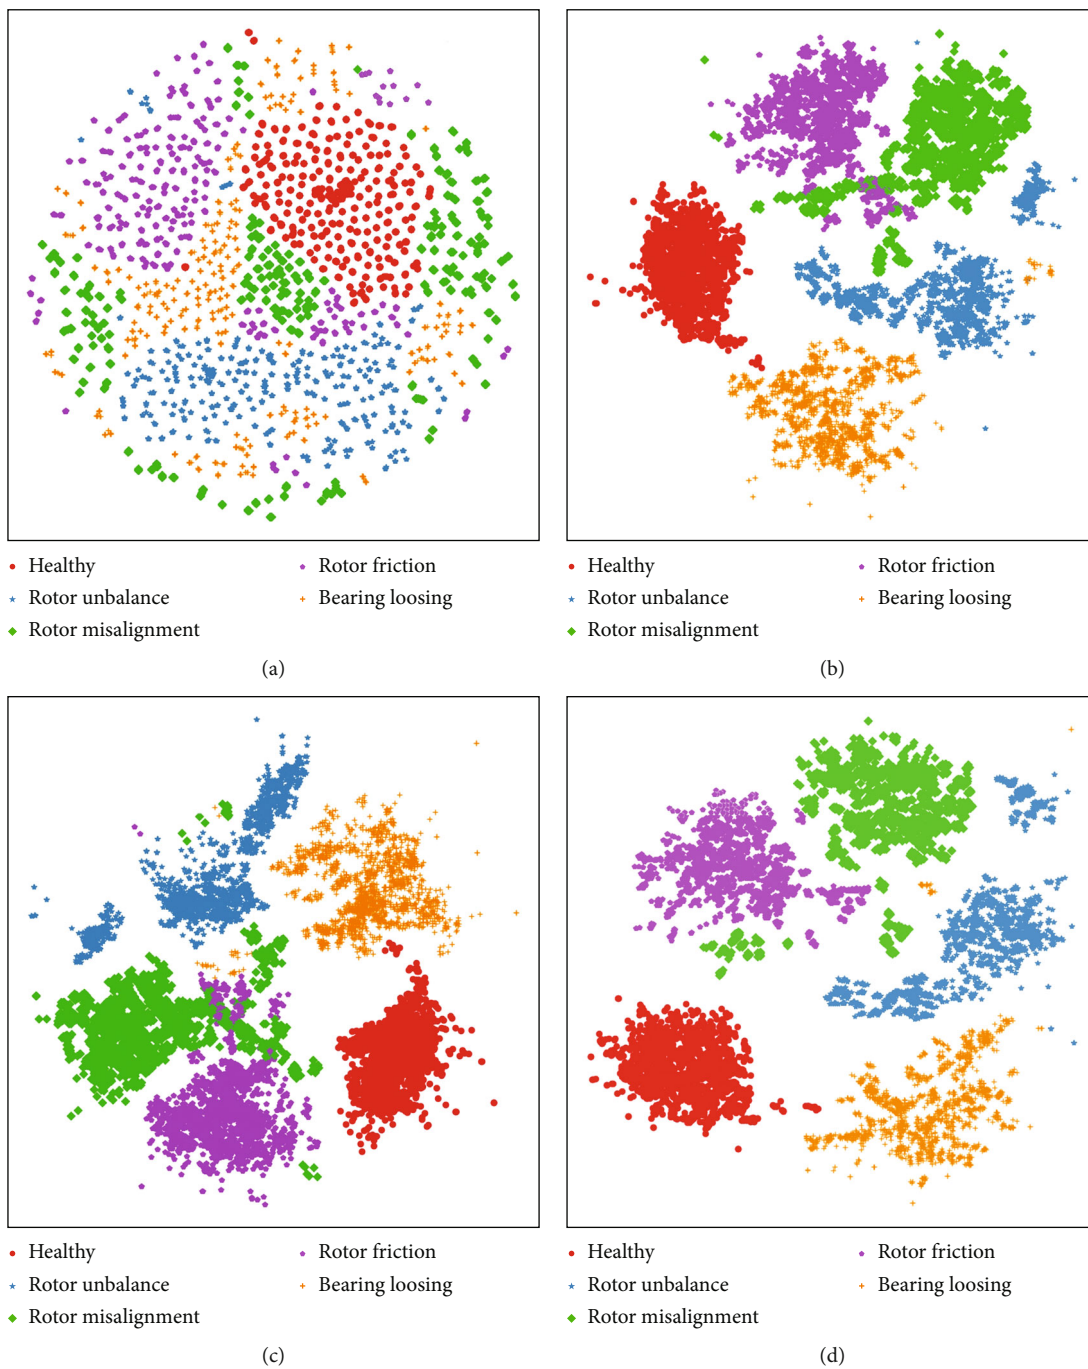 Healthy
Rotor unbalance
Rotor misalignment
Rotor friction
Bearing loosing
(a)
Healthy
Rotor unbalance
Rotor misalignment
Rotor friction
Bearing loosing
(b)
Healthy
Rotor unbalance
Rotor misalignment
Rotor friction
Bearing loosing
(c)
Healthy
Rotor unbalance
Rotor misalignment
Rotor friction
Bearing loosing
(d)